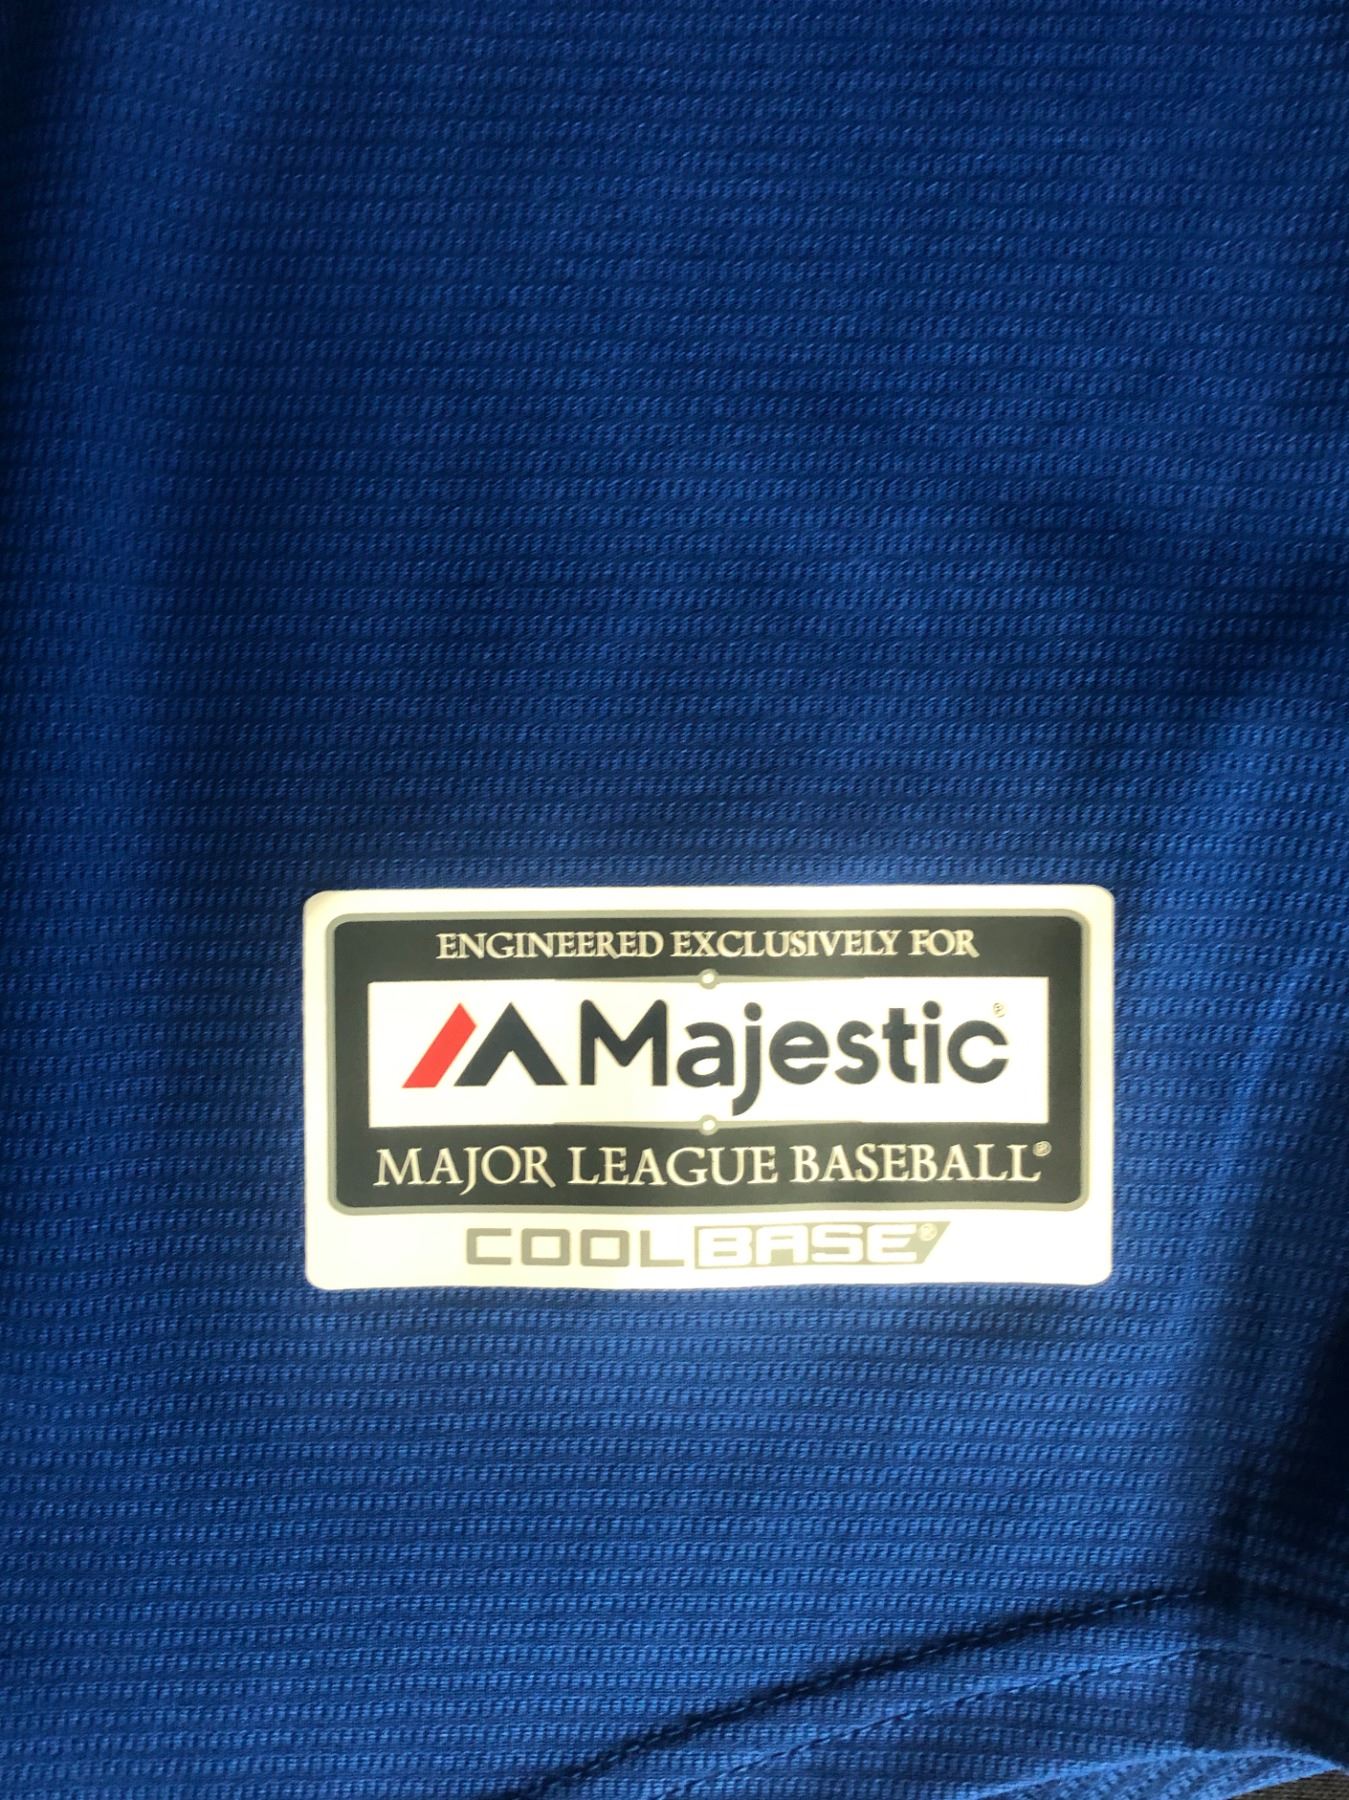 ENGINEERED EXCLUSIVELY FOR
Majestic®
MAJOR LEAGUE BASEBALL®
COOLBASE®